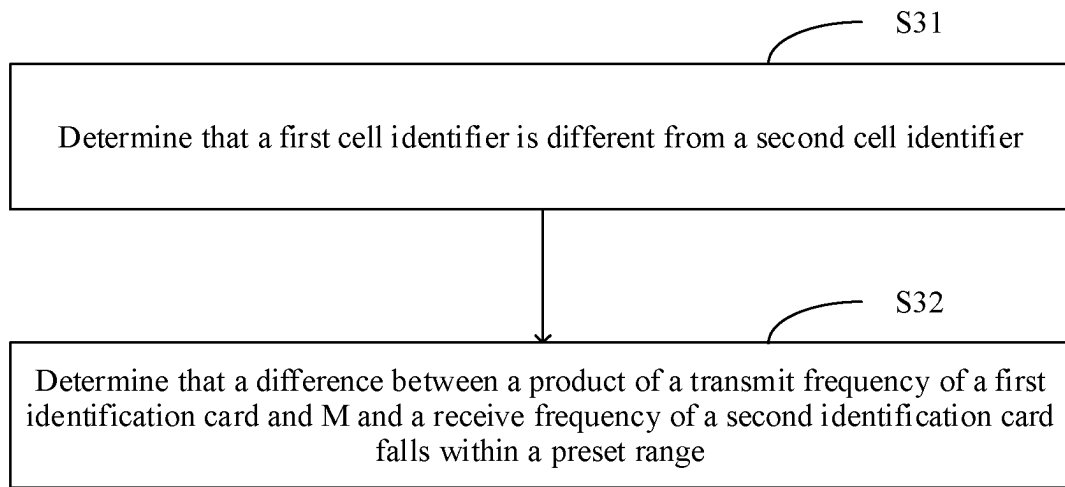 S31
Determine that a first cell identifier is different from a second cell identifier
S32
Determine that a difference between a product of a transmit frequency of a first
identification card and M and a receive frequency of a second identification card
falls within a preset range